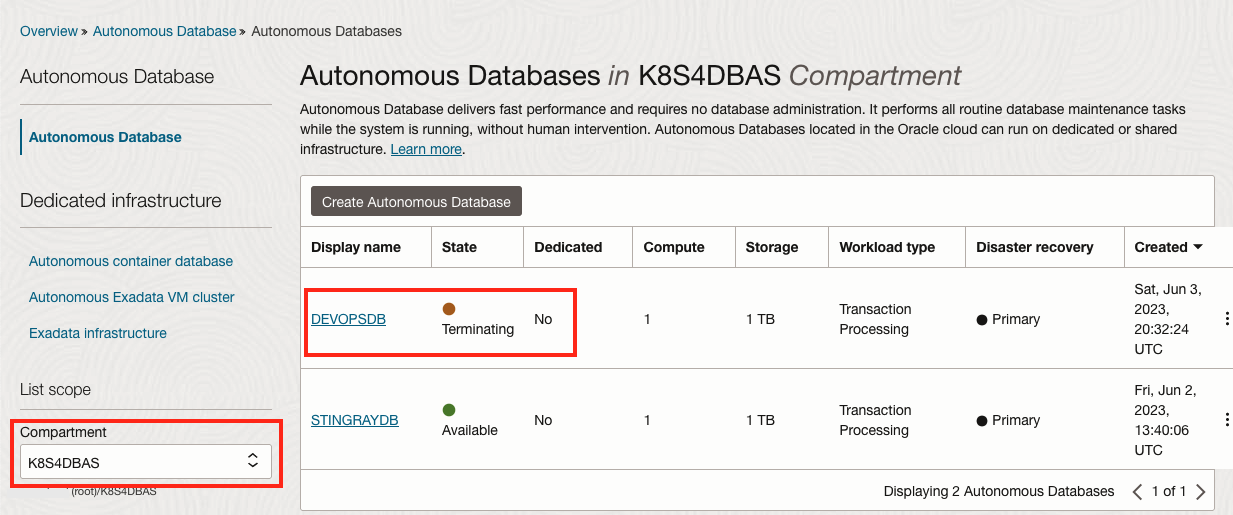 Overview » Autonomous Database » Autonomous Databases
Autonomous Database
Autonomous Database
Dedicated infrastructure
Autonomous container database
Autonomous Exadata VM cluster
Exadata infrastructure
List scope
Compartment
K8S4DBAS
(root)/K8S4DBAS
Autonomous Databases in K8S4DBAS Compartment
Autonomous Database delivers fast performance and requires no database administration. It performs all routine database maintenance tasks
while the system is running, without human intervention. Autonomous Databases located in the Oracle cloud can run on dedicated or shared
infrastructure. Learn more.
Create Autonomous Database
Display name State Dedicated Compute Storage Workload type Disaster recovery Created
DEVOPSDB
Terminating
No
1
1 TB
Transaction
Processing
Primary
Sat, Jun 3,
2023,
20:32:24
UTC
STINGRAYDB
Available
No
1
1 TB
Transaction
Processing
Primary
Fri, Jun 2,
2023,
13:40:06
UTC
Displaying 2 Autonomous Databases 1 of 1